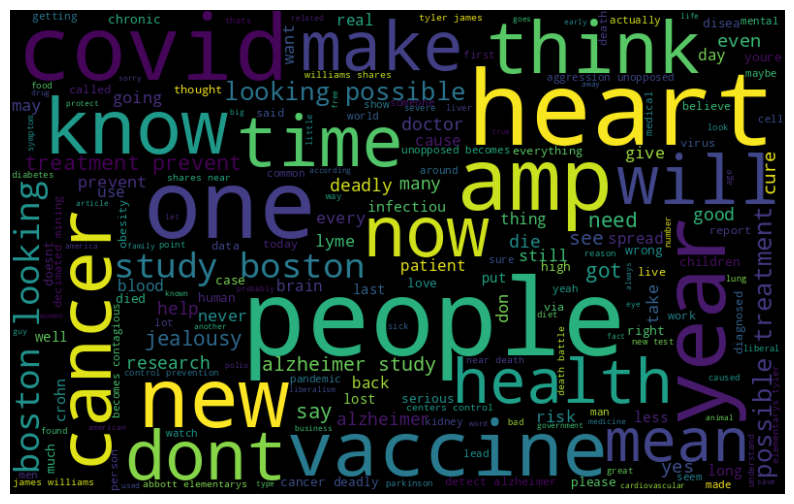 getting
chronic
thats
related
tyler james
actually
goes
early
life
mental
covid
make
think
real
want
death
disea
even
sorry
williams shares
first
aggression unopposed
day
youre
maybe
food
called
thought
looking possible
may
going
said
show
someone
severe
liver
medical
believe
drug
protect
big
little
free
away
look
cell
know
time
heart
world
doctor
cause
unopposed becomes
everything
virus
symptom
true
treatment prevent
diabetes
shares near
common
according
around
give
age
cure
prevent
use
one
amp
will
deadly
many
way
infectiou
thing
need
good
article
let
now
every
decimated mining
obesity
data
today
lyme
die
see
spread
report
number
doesnt
america
family
point
study boston
patient
still
wrong
children
boston looking
cancer
case
sure
high
got
reason
always
live
lung
possible treatment
year
died
blood
human
brain
last
love
put
don
via
take
work
diagnosed
help
never
people
yeah
eye
right
women
guy
known
probably
well
lot
another
jealousy
alzheimer study
diet
fact
new test
liberal
elementarys tyler
becomes contagious
research
sick
near death
death battle
health
caused
crohn
control prevention
polio
pandemic
back
new
liberalism
lost
serious
centers control
risk
man
less
animal
found
american
say
alzheimer
business
kidney
word
bad
medicine
government
understand
much
watch
dont
vaccine
mean
person
lead
yes
long
men
great
cardiovascular
seem
james williams
used
type
abbott elementarys
cancer deadly
parkinson
detect alzheimer
please
made
save